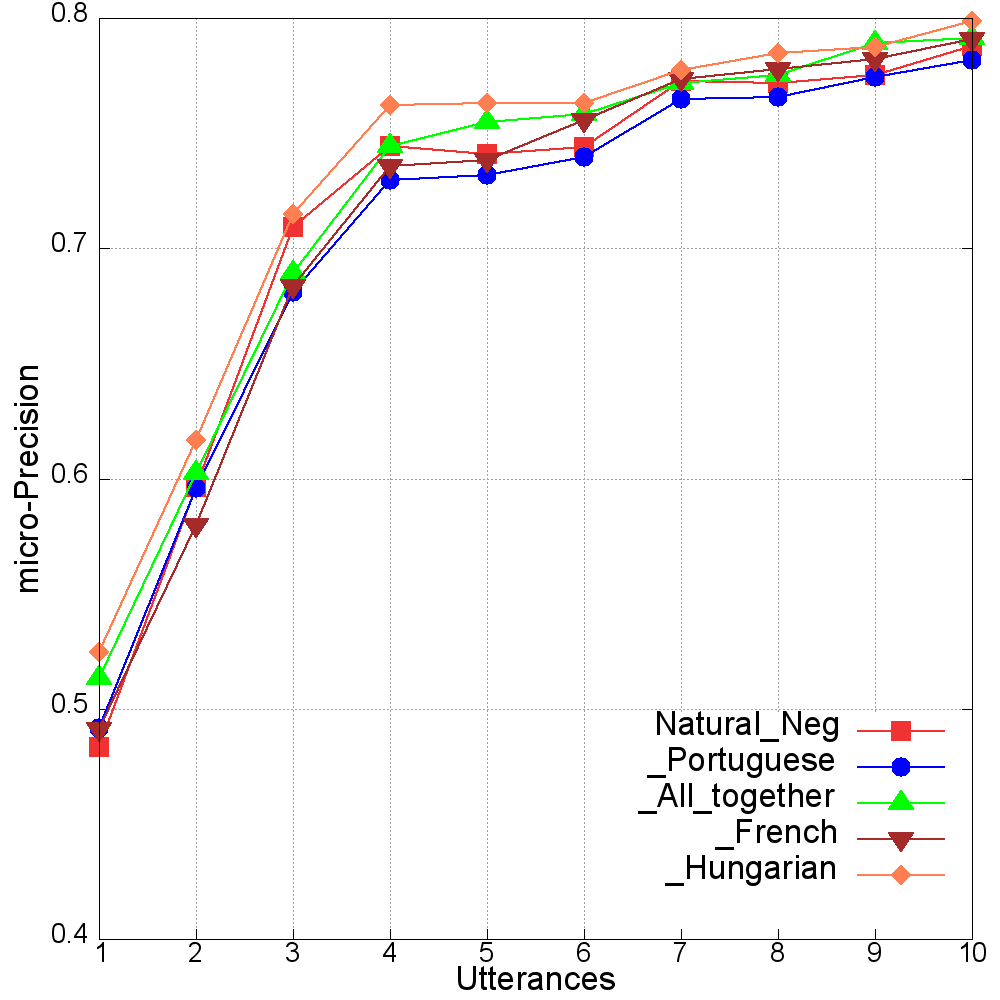 0.8
0.7
0.6
0.5
0.4
micro-Precision
1 2 3 4 5 6 7 8 9 10
Utterances
Natural_Neg
_Portuguese
_All_together
_French
_Hungarian